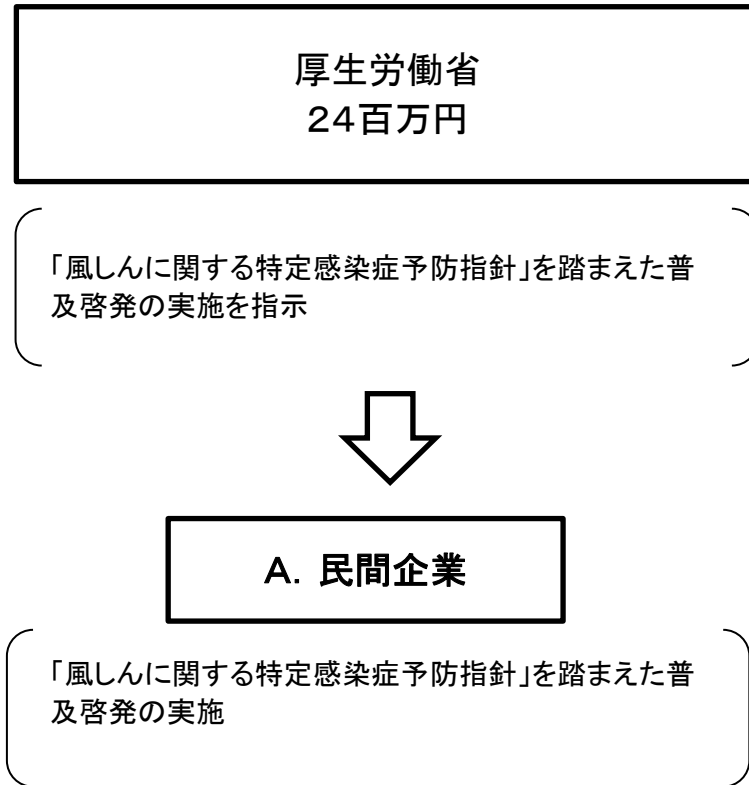 厚生労働省
24百万円
「風しんに関する特定感染症予防指針」を踏まえた普
及啓発の実施を指示
A．民間企業
「風しんに関する特定感染症予防指針」を踏まえた普
及啓発の実施